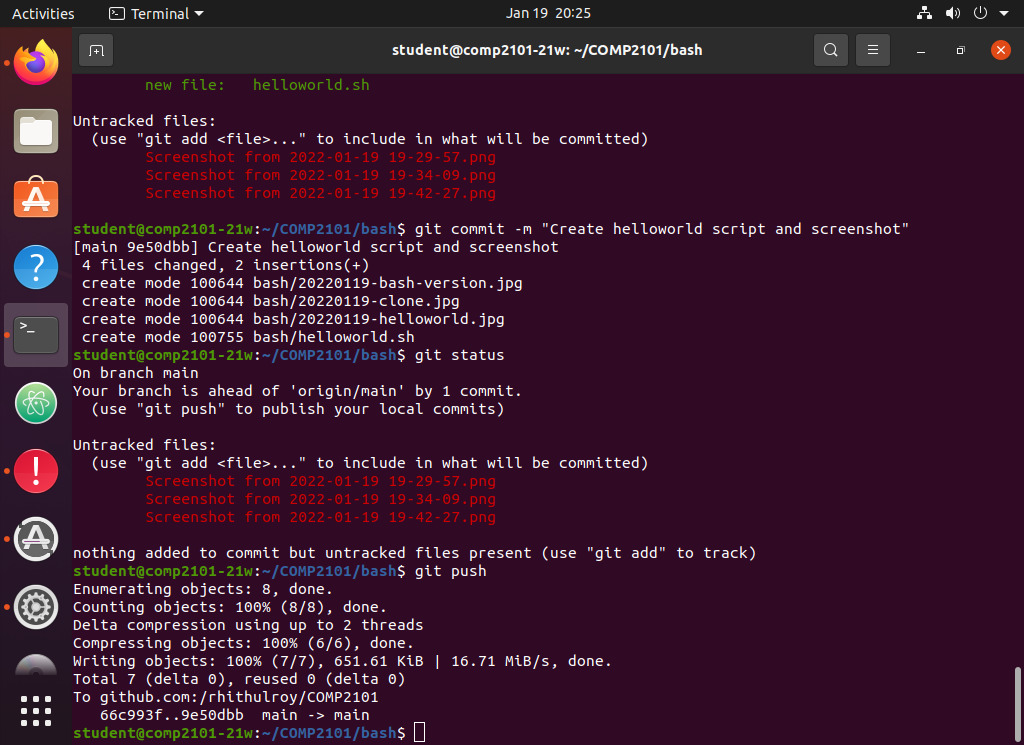 Activities Terminal Jan 19 20:25
student@comp2101-21w: ~/COMP2101/bash
new file:   helloworld.sh
Untracked files:
(use "git add <file>..." to include in what will be committed)
Screenshot from 2022-01-19 19-29-57.png
Screenshot from 2022-01-19 19-34-09.png
Screenshot from 2022-01-19 19-42-27.png
student@comp2101-21w:~/COMP2101/bash$ git commit -m "Create helloworld script and screenshot"
[main 9e50dbb] Create helloworld script and screenshot
4 files changed, 2 insertions(+)
create mode 100644 bash/20220119-bash-version.jpg
create mode 100644 bash/20220119-clone.jpg
create mode 100644 bash/20220119-helloworld.jpg
create mode 100755 bash/helloworld.sh
student@comp2101-21w:~/COMP2101/bash$ git status
On branch main
Your branch is ahead of 'origin/main' by 1 commit.
(use "git push" to publish your local commits)
Untracked files:
(use "git add <file>..." to include in what will be committed)
Screenshot from 2022-01-19 19-29-57.png
Screenshot from 2022-01-19 19-34-09.png
Screenshot from 2022-01-19 19-42-27.png
nothing added to commit but untracked files present (use "git add" to track)
student@comp2101-21w:~/COMP2101/bash$ git push
Enumerating objects: 8, done.
Counting objects: 100% (8/8), done.
Delta compression using up to 2 threads
Compressing objects: 100% (6/6), done.
Writing objects: 100% (7/7), 651.61 KiB | 16.71 MiB/s, done.
Total 7 (delta 0), reused 0 (delta 0)
To github.com:/rhithulroy/COMP2101
66c993f..9e50dbb  main -> main
student@comp2101-21w:~/COMP2101/bash$